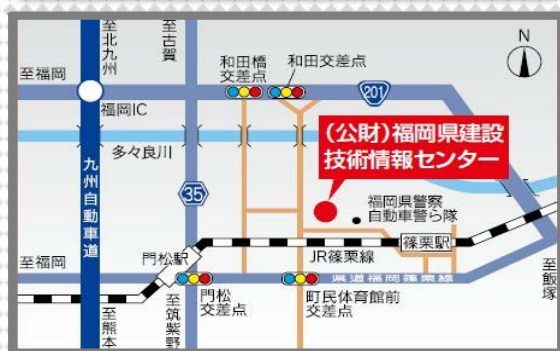 至北九州
至古賀
N
至福岡
和田橋
交差点
和田交差点
福岡IC
201
(公財)福岡県建設
技術情報センター
多々良川
九州自動車道
35
福岡県警察
自動車警ら隊
門松駅
篠栗駅
至福岡
JR篠栗線
県道福岡篠栗線
至飯塚
門松
交差点
町民体育館前
交差点
至熊本
至筑紫野